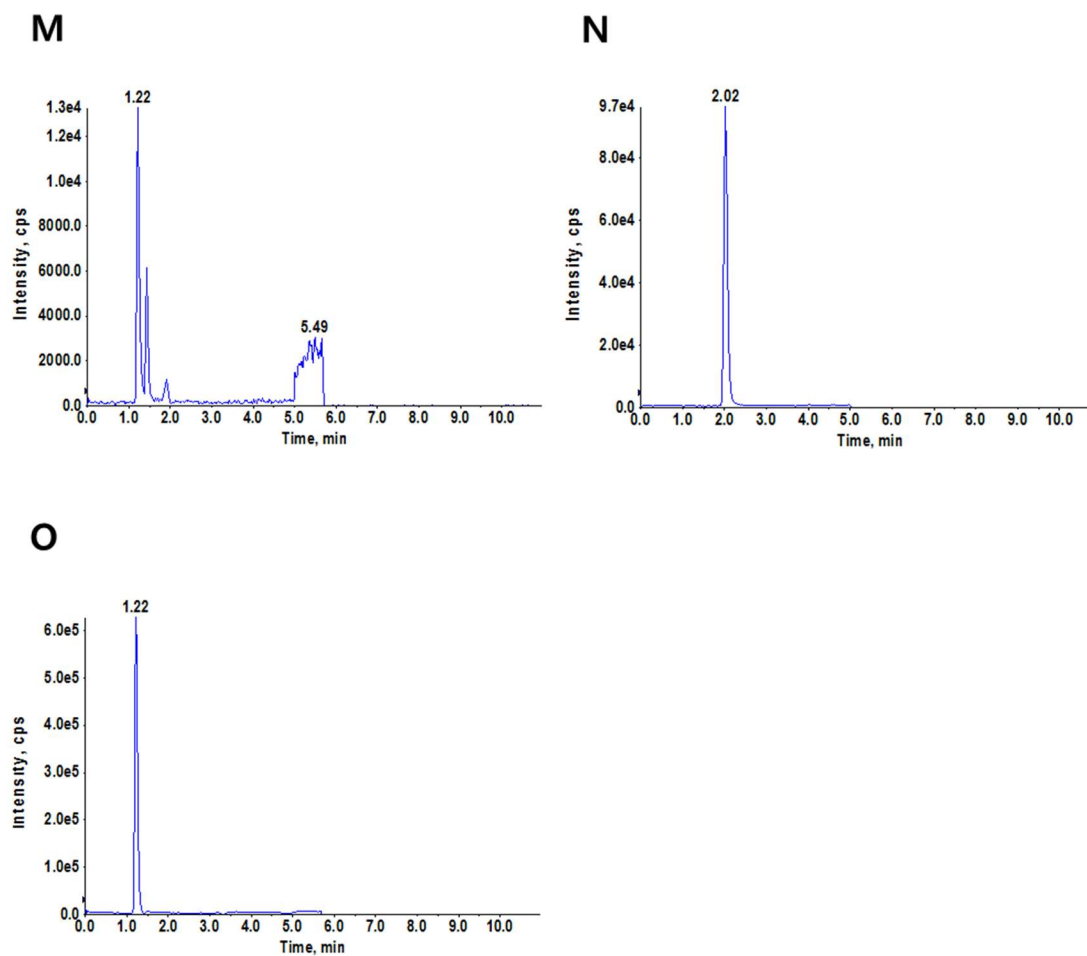 M
1.22
1.3e4
1.2e4
1.0e4
8000.0
6000.0
4000.0
2000.0
0.0
5.49
Intensity, cps
0.0 1.0 2.0 3.0 4.0 5.0 6.0 7.0 8.0 9.0 10.0
Time, min
N
2.02
9.7e4
8.0e4
6.0e4
4.0e4
2.0e4
0.0
Intensity, cps
0.0 1.0 2.0 3.0 4.0 5.0 6.0 7.0 8.0 9.0 10.0
Time, min
O
1.22
6.0e5
5.0e5
4.0e5
3.0e5
2.0e5
1.0e5
0.0
Intensity, cps
0.0 1.0 2.0 3.0 4.0 5.0 6.0 7.0 8.0 9.0 10.0
Time, min